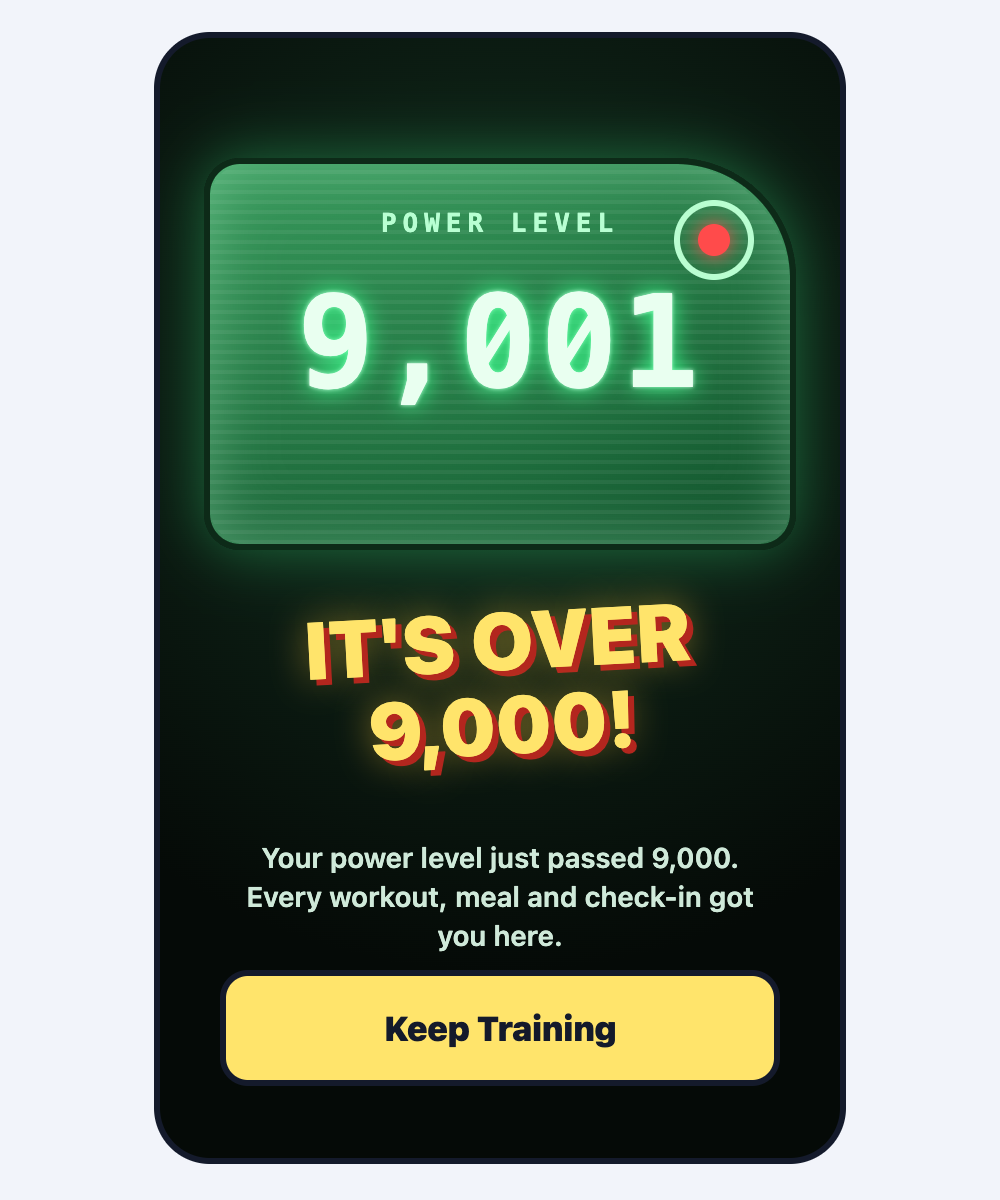 POWER LEVEL
9,001
IT'S OVER
9,000!
Your power level just passed 9,000.
Every workout, meal and check-in got
you here.
Keep Training